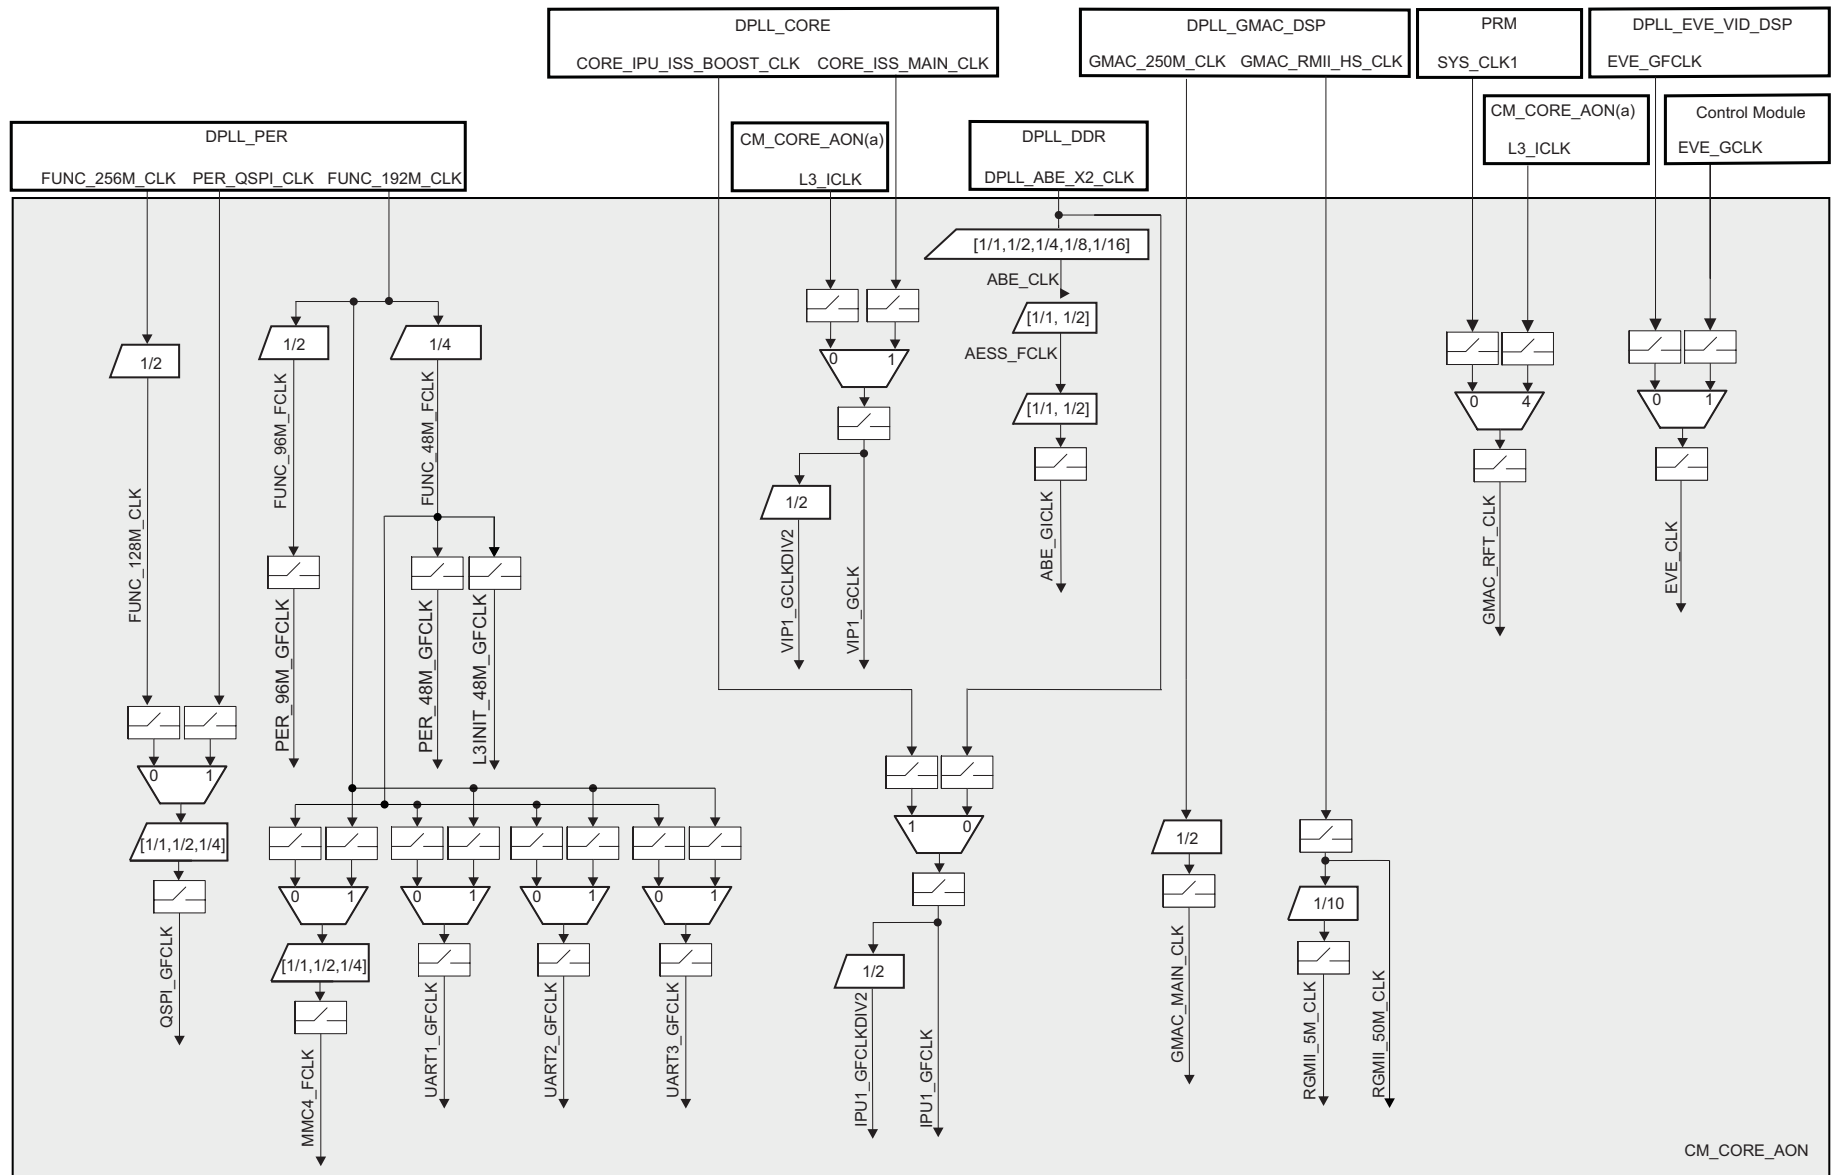 DPLL_CORE
CORE_IPU_ISS_BOOST_CLK CORE_ISS_MAIN_CLK
DPLL_GMAC_DSP
GMAC_250M_CLK GMAC_RMII_HS_CLK
PRM
SYS_CLK1
DPLL_EVE_VID_DSP
EVE_GFCLK
CM_CORE_AON(a)
L3_ICLK
Control Module
EVE_GCLK
DPLL_PER
FUNC_256M_CLK PER_QSPI_CLK FUNC_192M_CLK
CM_CORE_AON(a)
L3_ICLK
DPLL_DDR
DPLL_ABE_X2_CLK
[1/1,1/2,1/4,1/8,1/16]
ABE_CLK
[1/1, 1/2]
AESS_FCLK
[1/1, 1/2]
ABE_GICLK
1/2
FUNC_128M_CLK
0 1
[1/1,1/2,1/4]
QSPI_GFCLK
1/2
FUNC_96M_FCLK
PER_96M_GFCLK
1/4
FUNC_48M_FCLK
PER_48M_GFCLK
L3INIT_48M_GFCLK
0 1
[1/1,1/2,1/4]
MMC4_FCLK
0 1
UART1_GFCLK
0 1
UART2_GFCLK
0 1
UART3_GFCLK
0 1
1/2
VIP1_GCLKDIV2
VIP1_GCLK
1 0
1/2
IPU1_GFCLKDIV2
IPU1_GFCLK
1/2
GMAC_MAIN_CLK
1/10
RGMII_5M_CLK
RGMII_50M_CLK
0 4
GMAC_RFT_CLK
0 1
EVE_CLK
CM_CORE_AON